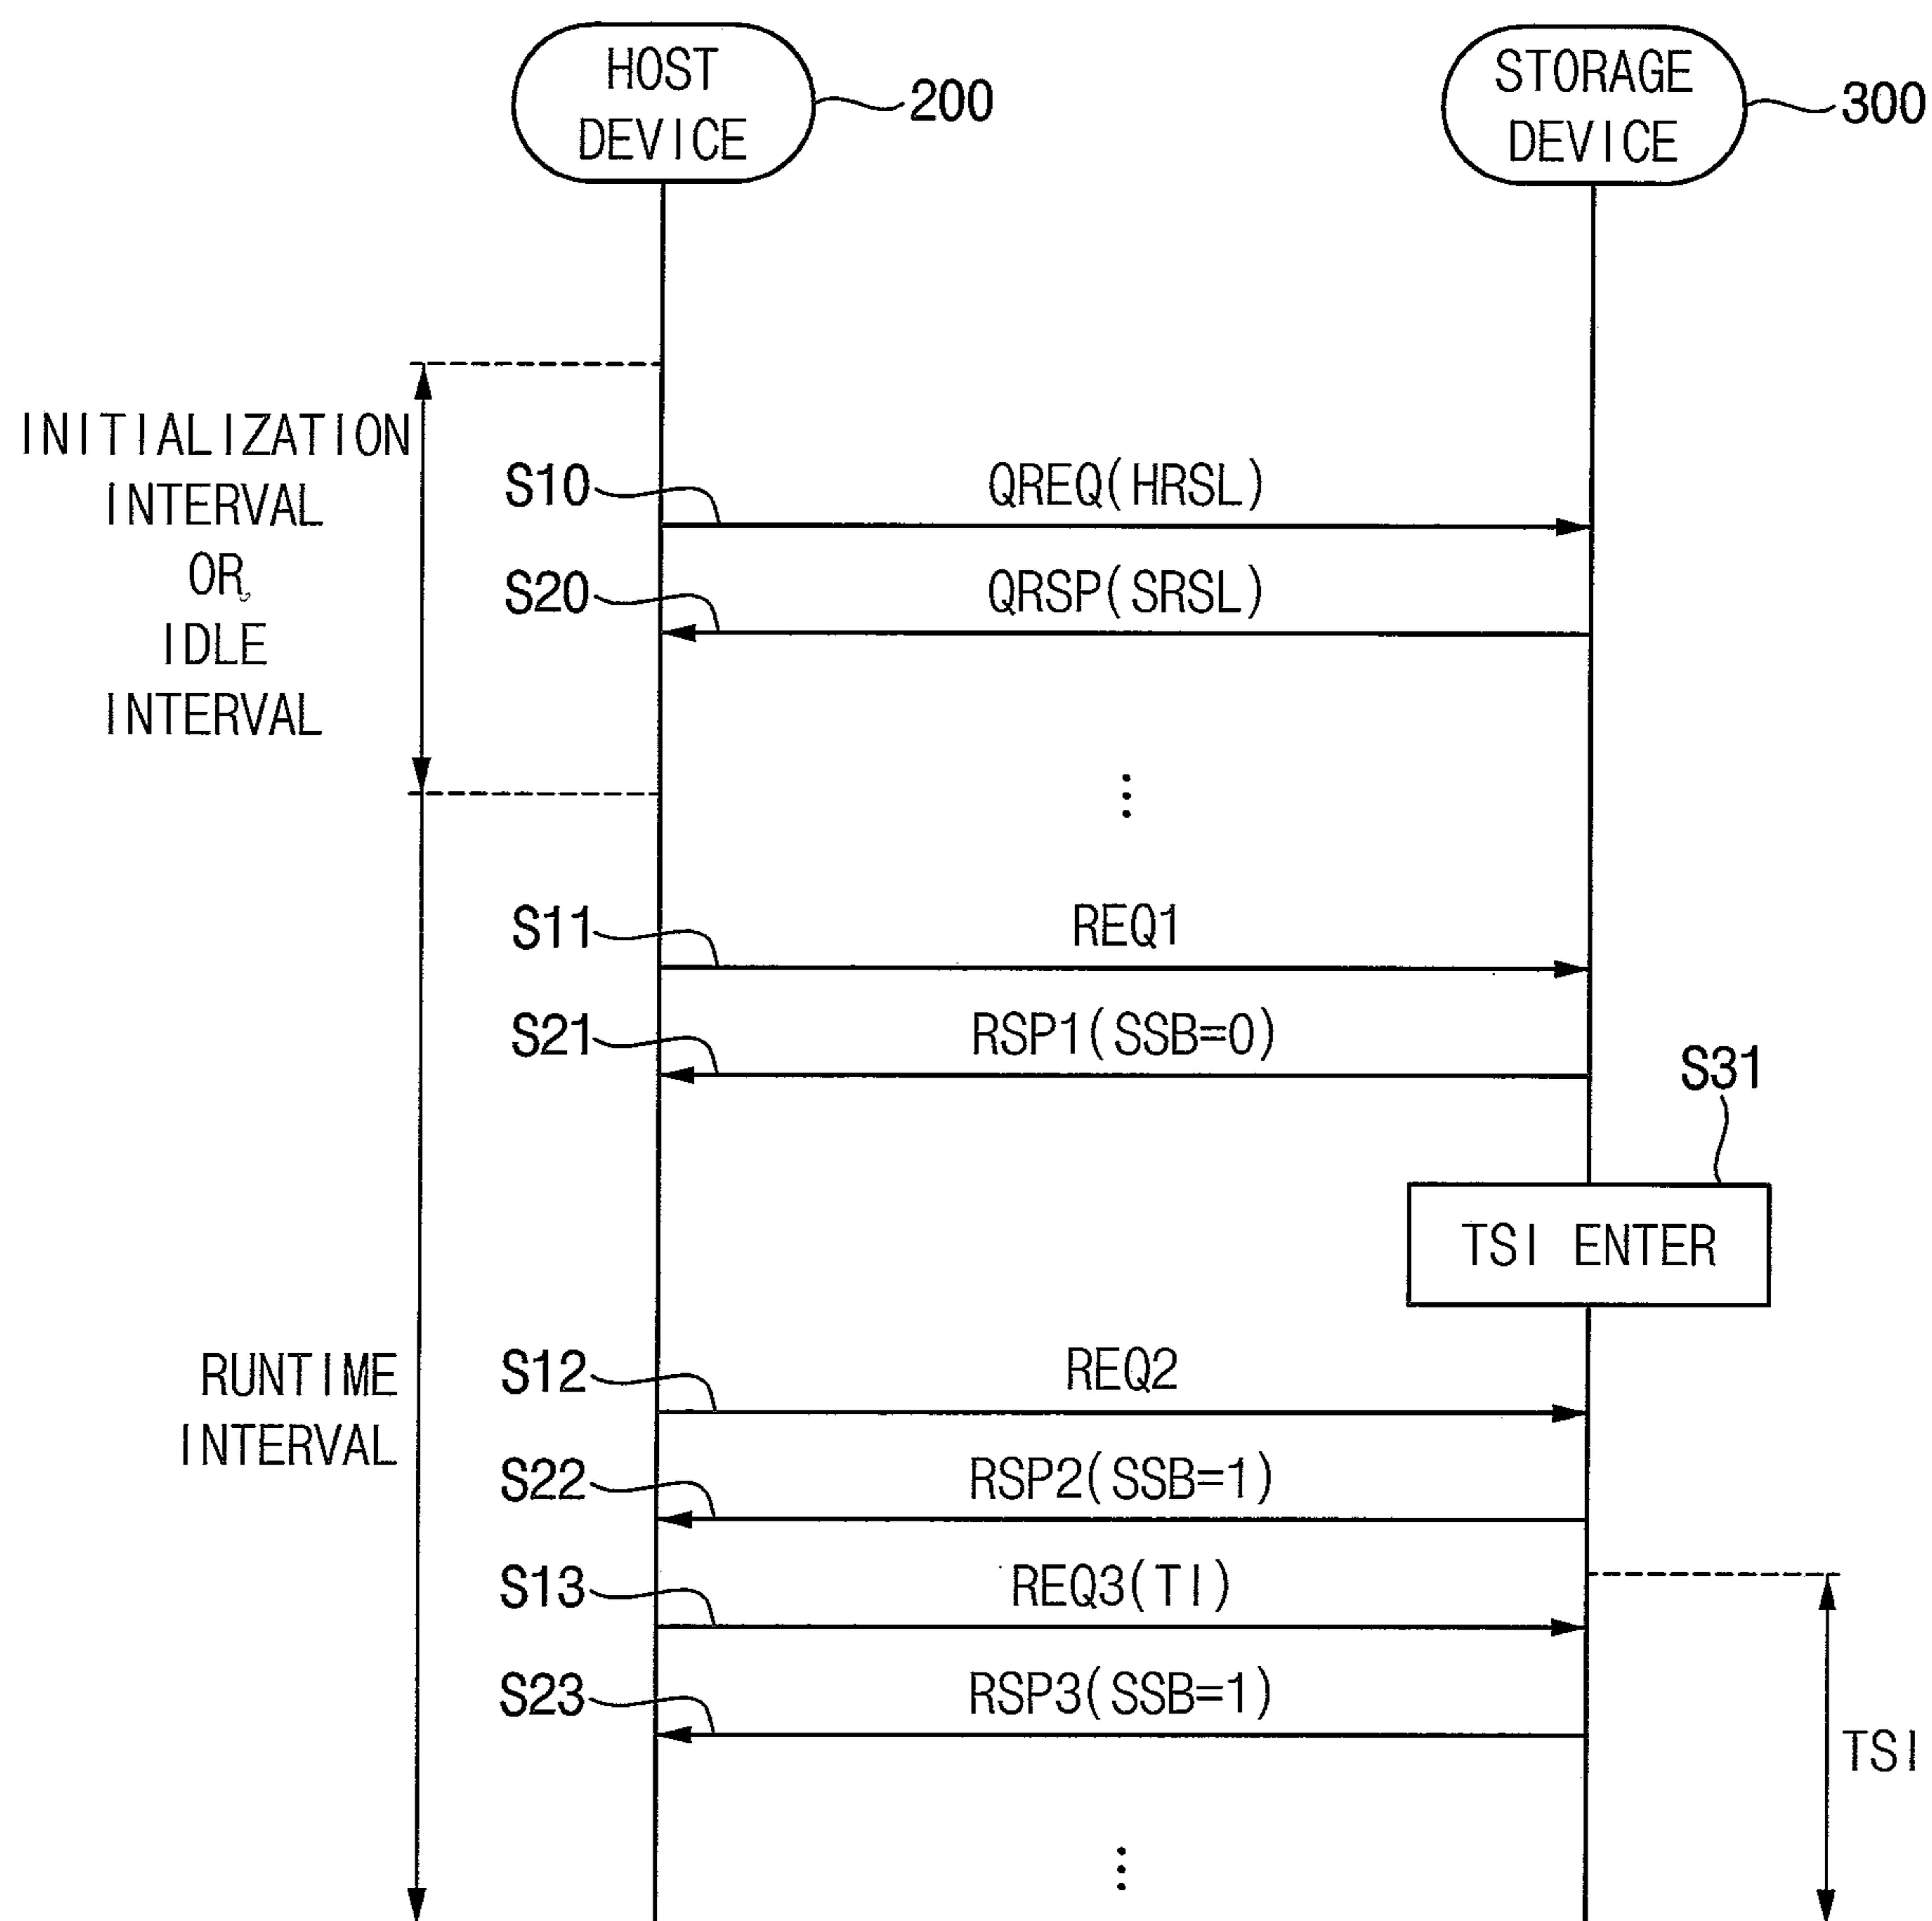 HOST
DEVICE
200
STORAGE
DEVICE
300
INITIALIZATION
INTERVAL
OR
IDLE
INTERVAL
S10
QREQ(HRSL)
S20
QRSP(SRSL)
S11
REQ1
S21
RSP1(SSB=0)
S31
TSI ENTER
RUNTIME
INTERVAL
S12
REQ2
S22
RSP2(SSB=1)
S13
REQ3(TI)
S23
RSP3(SSB=1)
TSI